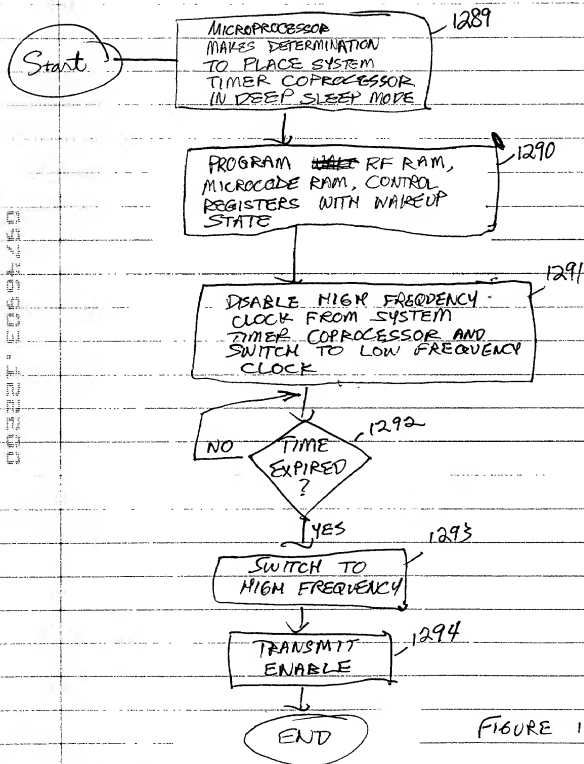 Start
MICROPROCESSOR
MAKES DETERMINATION
TO PLACE SYSTEM
TIMER COPROCESSOR
IN DEEP SLEEP MODE
1289
PROGRAM RF RAM,
MICROCODE RAM, CONTROL
REGISTERS WITH WAKEUP
STATE
1290
DISABLE HIGH FREQUENCY
CLOCK FROM SYSTEM
TIMER COPROCESSOR AND
SWITCH TO LOW FREQUENCY
CLOCK
1291
TIME
EXPIRED
?
1292
NO
YES
SWITCH TO
HIGH FREQUENCY
1293
TRANSMIT
ENABLE
1294
END
FIGURE 1